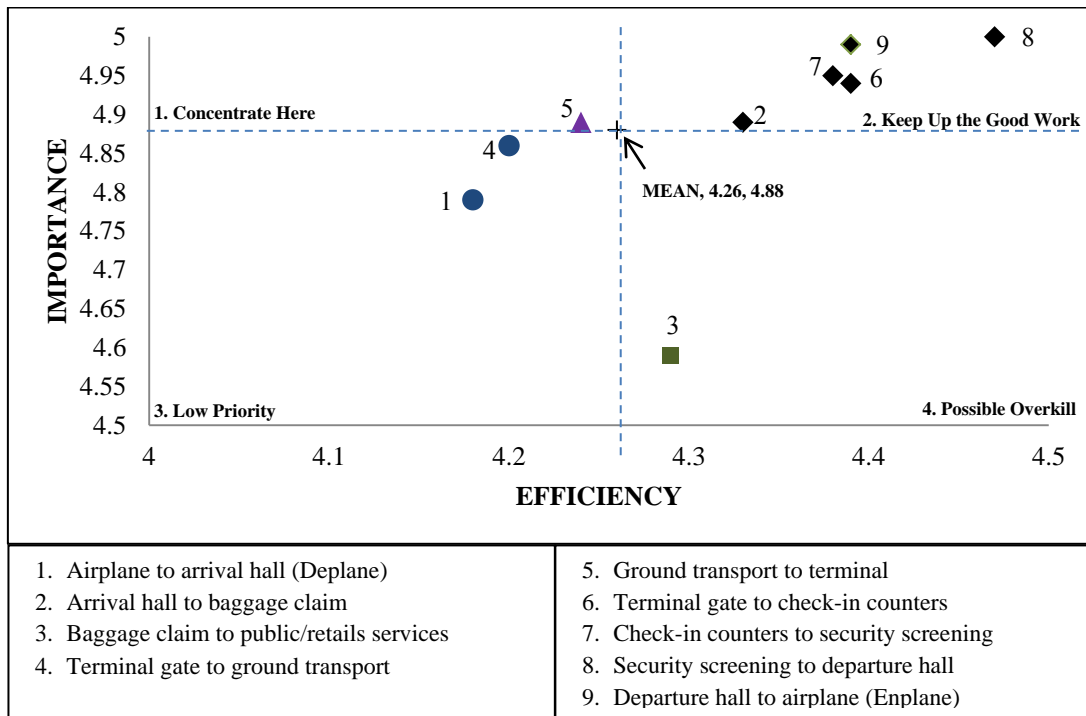 5
4.95
4.9
4.85
4.8
4.75
4.7
4.65
4.6
4.55
4.5
IMPORTANCE
1. Concentrate Here
2. Keep Up the Good Work
3. Low Priority
4. Possible Overkill
9
8
7
6
5
2
4
1
3
MEAN, 4.26, 4.88
4
4.1
4.2
4.3
4.4
4.5
EFFICIENCY
1. Airplane to arrival hall (Deplane)
2. Arrival hall to baggage claim
3. Baggage claim to public/retails services
4. Terminal gate to ground transport
5. Ground transport to terminal
6. Terminal gate to check-in counters
7. Check-in counters to security screening
8. Security screening to departure hall
9. Departure hall to airplane (Enplane)